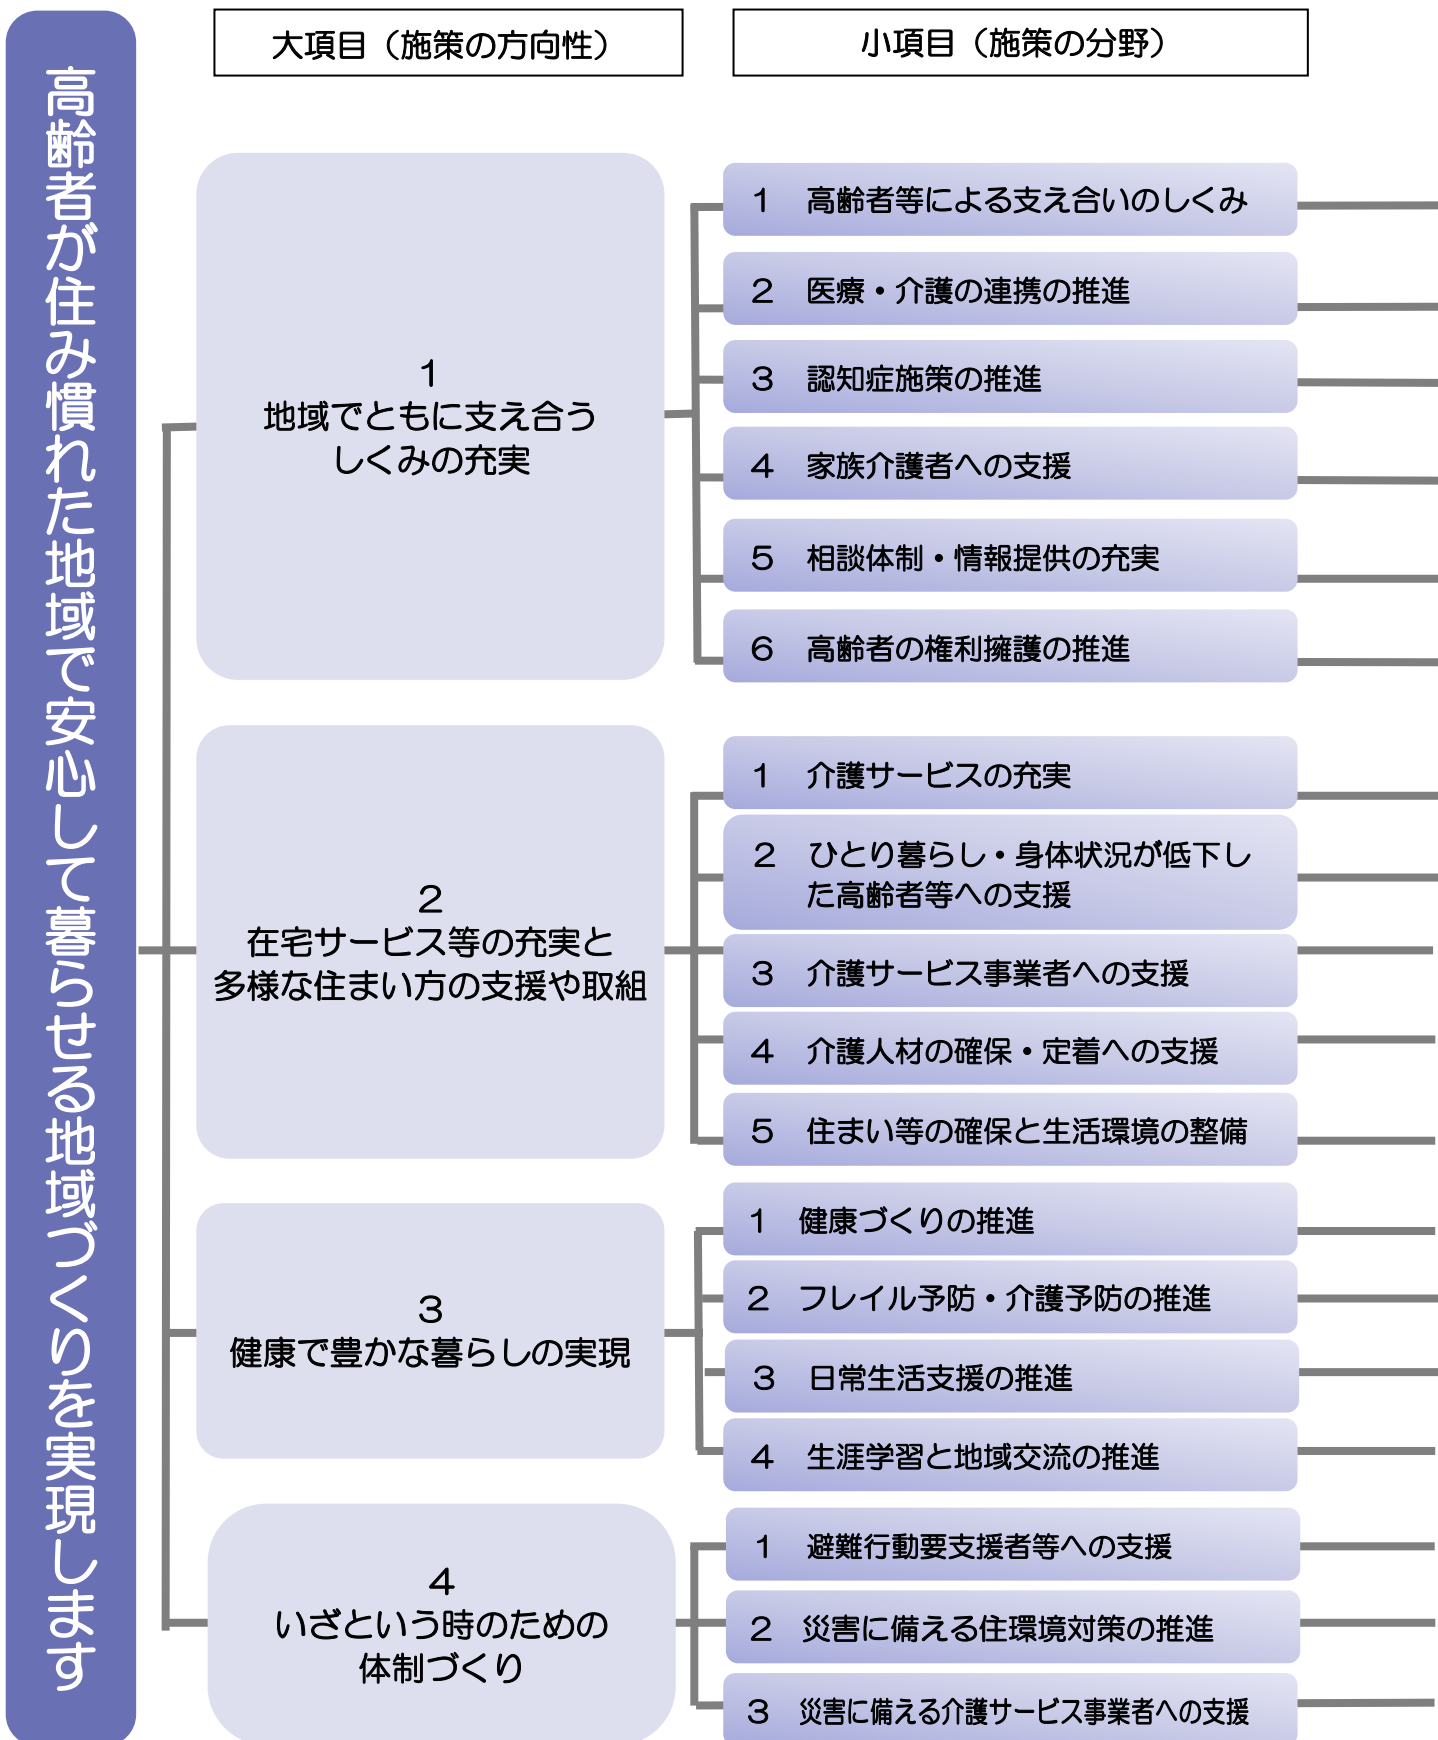 高齢者が住み慣れた地域で安心して暮らせる地域づくりを実現します
大項目（施策の方向性）
小項目（施策の分野）
1
地域でともに支え合う
しくみの充実
1　高齢者等による支え合いのしくみ
2　医療・介護の連携の推進
3　認知症施策の推進
4　家族介護者への支援
5　相談体制・情報提供の充実
6　高齢者の権利擁護の推進
2
在宅サービス等の充実と
多様な住まい方の支援や取組
1　介護サービスの充実
2　ひとり暮らし・身体状況が低下し
た高齢者等への支援
3　介護サービス事業者への支援
4　介護人材の確保・定着への支援
5　住まい等の確保と生活環境の整備
3
健康で豊かな暮らしの実現
1　健康づくりの推進
2　フレイル予防・介護予防の推進
3　日常生活支援の推進
4　生涯学習と地域交流の推進
4
いざという時のための
体制づくり
1　避難行動要支援者等への支援
2　災害に備える住環境対策の推進
3　災害に備える介護サービス事業者への支援